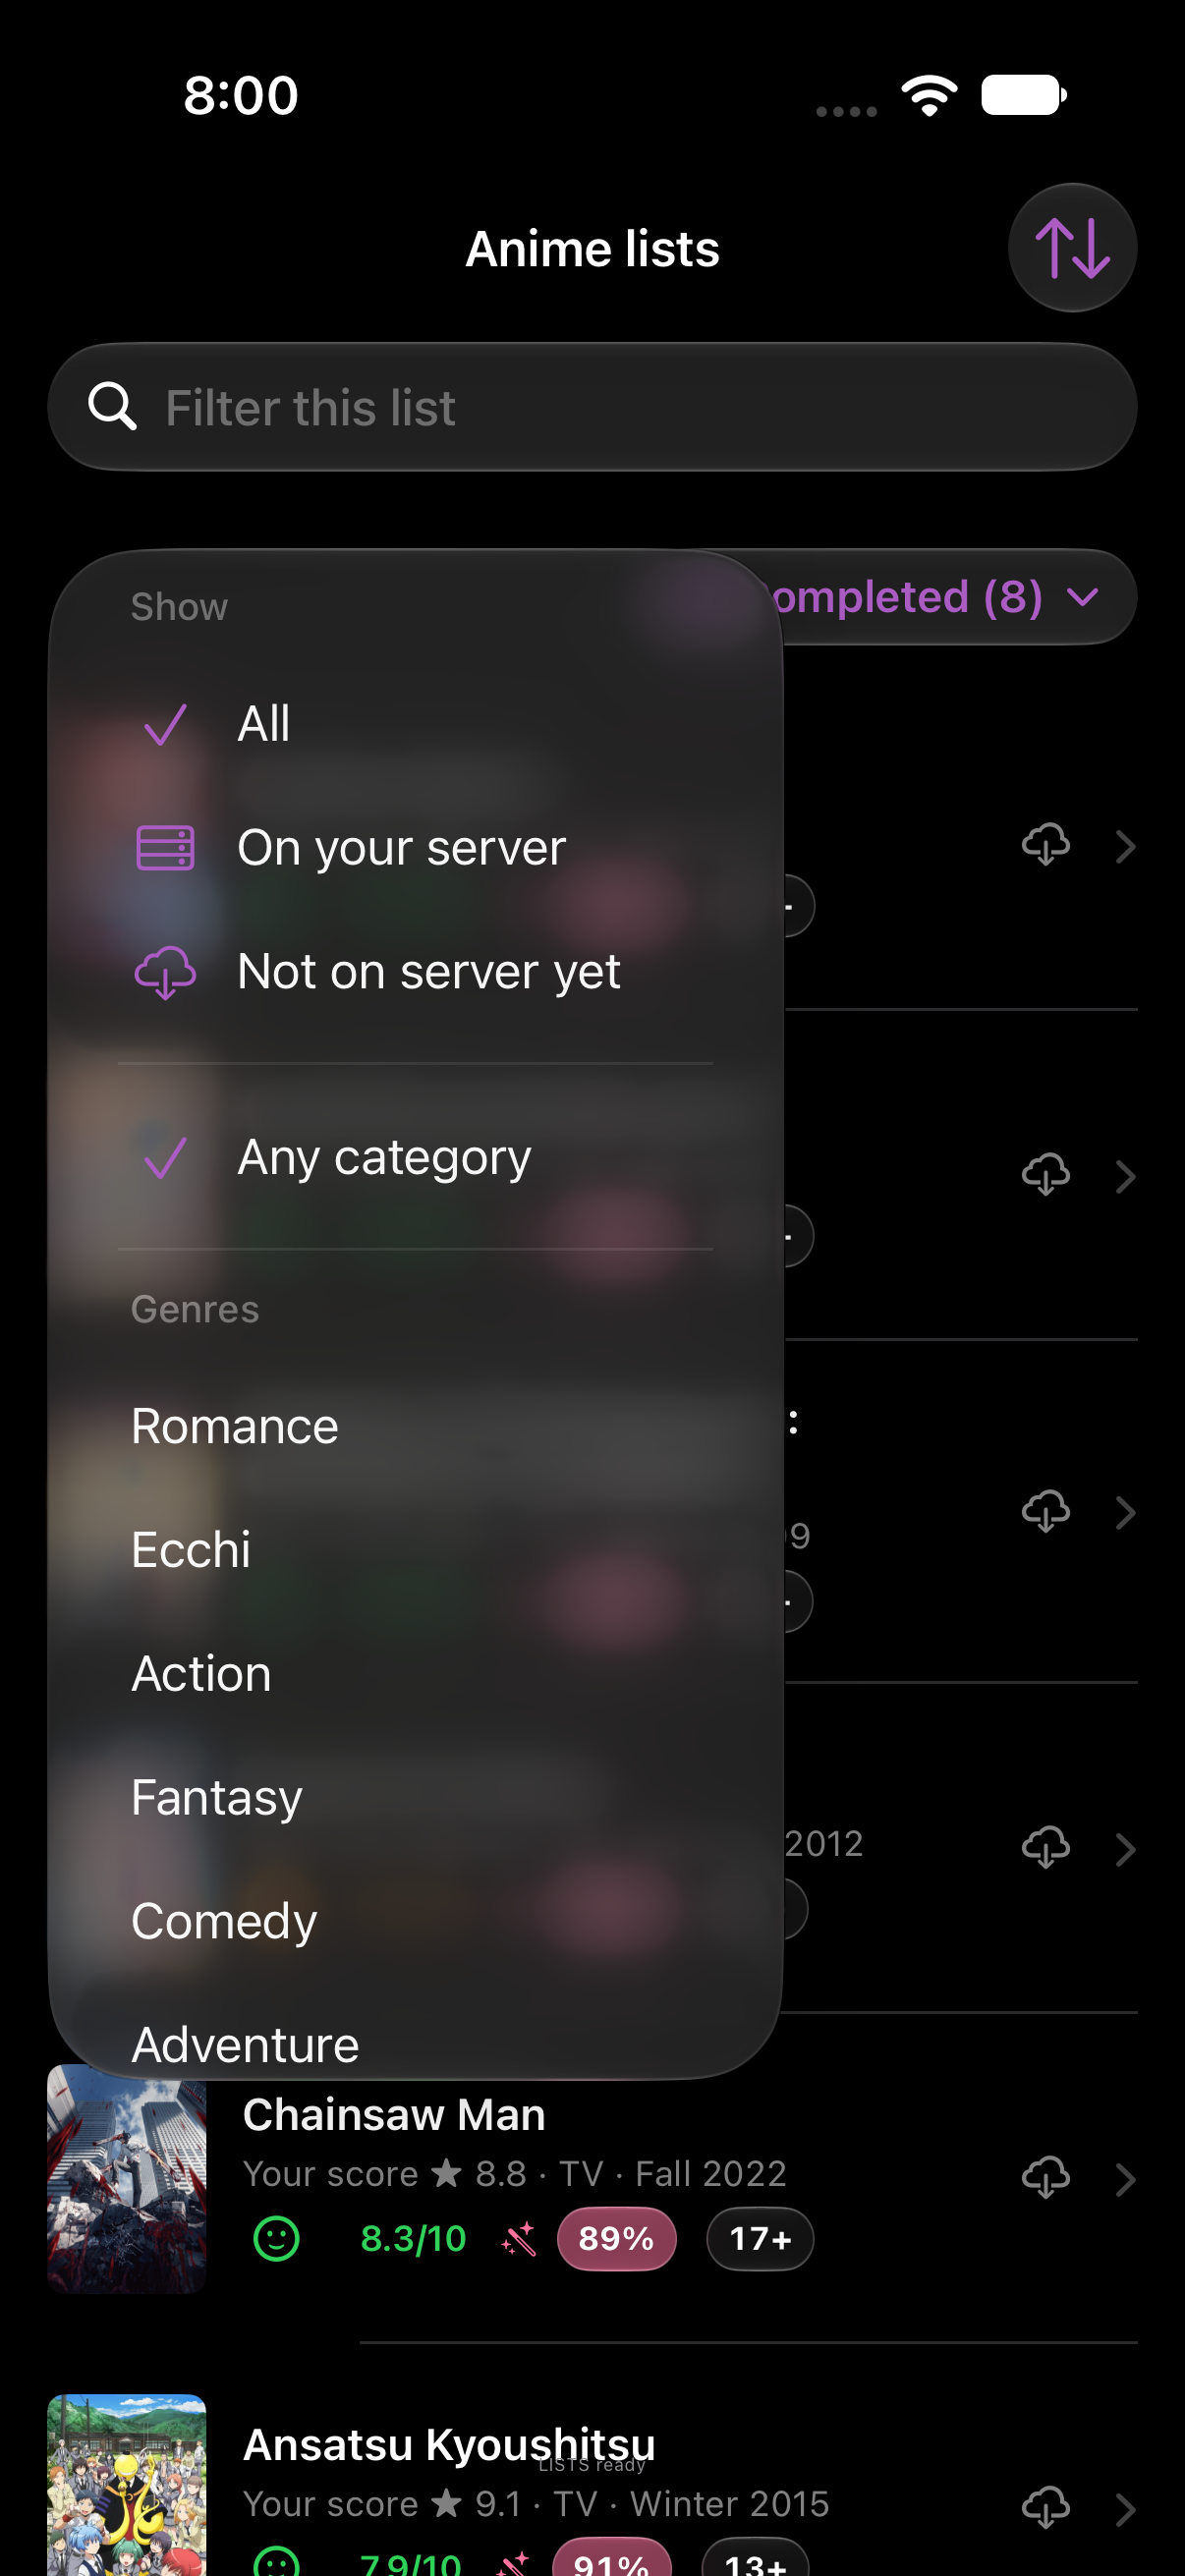 8:00
Anime lists
Filter this list
Show
ompleted (8)
All
On your server
Not on server yet
Any category
Genres
Romance
:
Ecchi
9
Action
Fantasy
2012
Comedy
Adventure
Chainsaw Man
Your score ★ 8.8 · TV · Fall 2022
8.3/10 89% 17+
Ansatsu Kyoushitsu
LISTS ready
Your score ★ 9.1 · TV · Winter 2015
7.9/10 91% 13+